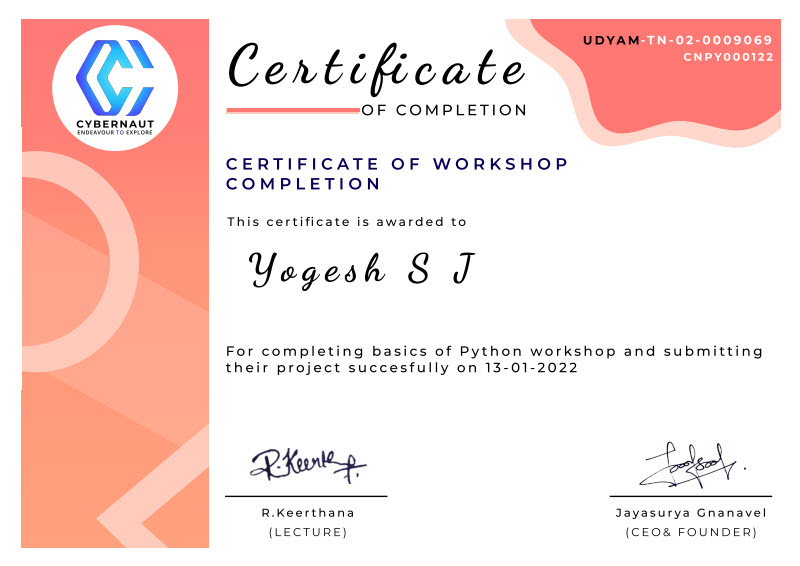 CYBERNAUT
ENDEAVOUR TO EXPLORE
Certificate
OF COMPLETION
UDYAM-TN-02-0009069
CNPY000122
CERTIFICATE OF WORKSHOP
COMPLETION
This certificate is awarded to
Yogesh S J
For completing basics of Python workshop and submitting
their project succesfully on 13-01-2022
R.Keerthana
(LECTURE)
Jayasurya Gnanavel
(CEO& FOUNDER)